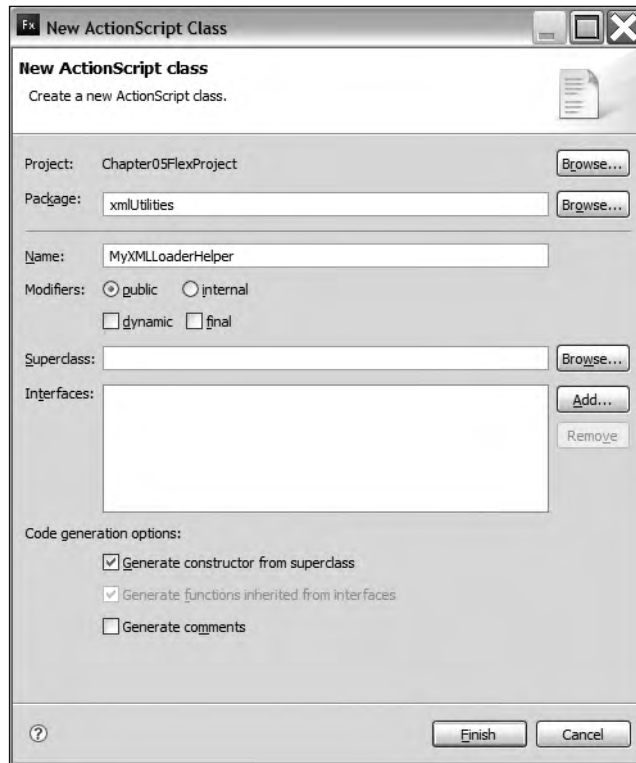 Fx New ActionScript Class
New ActionScript class
Create a new ActionScript class.
Project: Chapter05FlexProject Browse...
Package: xmlUtilities Browse...
Name: MyXMLLoaderHelper
Modifiers: public internal
dynamic final
Superclass: Browse...
Interfaces: Add...
Remove
Code generation options:
Generate constructor from superclass
Generate functions inherited from interfaces
Generate comments
? Finish Cancel